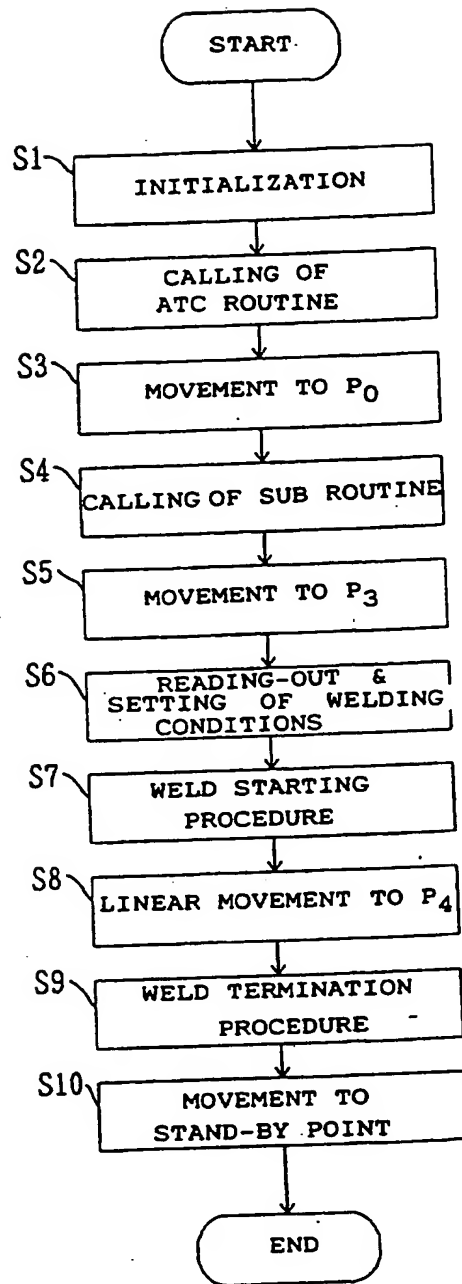 START
S1
INITIALIZATION
S2
CALLING OF
ATC ROUTINE
S3
MOVEMENT TO P0
S4
CALLING OF SUB ROUTINE
S5
MOVEMENT TO P3
S6
READING-OUT &
SETTING OF WELDING
CONDITIONS
S7
WELD STARTING
PROCEDURE
S8
LINEAR MOVEMENT TO P4
S9
WELD TERMINATION
PROCEDURE
S10
MOVEMENT TO
STAND-BY POINT
END